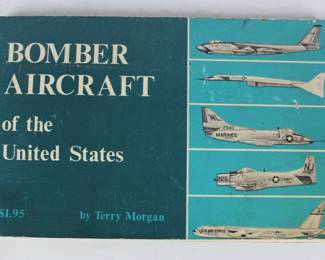 BOMBER
AIRCRAFT
of the
United States
$1.95
by Terry Morgan
MARINES